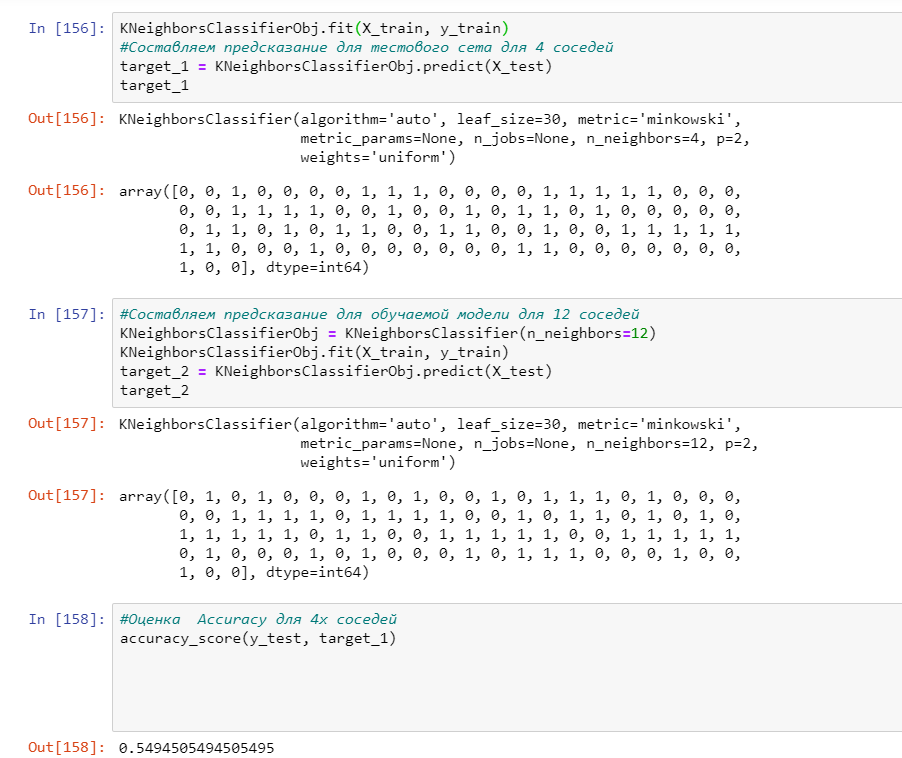 In [156]: KNeighborsClassifierObj.fit(X_train, y_train)
#Составляем предсказание для тестового сета для 4 соседей
target_1 = KNeighborsClassifierObj.predict(X_test)
target_1
Out[156]: KNeighborsClassifier(algorithm='auto', leaf_size=30, metric='minkowski',
metric_params=None, n_jobs=None, n_neighbors=4, p=2,
weights='uniform')
Out[156]: array([0, 0, 1, 0, 0, 0, 0, 1, 1, 1, 0, 0, 0, 0, 1, 1, 1, 1, 1, 0, 0, 0,
0, 0, 1, 1, 1, 1, 0, 0, 1, 0, 0, 1, 0, 1, 1, 0, 1, 0, 0, 0, 0, 0,
0, 1, 1, 0, 1, 0, 1, 1, 0, 0, 1, 1, 0, 0, 1, 0, 0, 1, 1, 1, 1, 1,
1, 1, 0, 0, 0, 1, 0, 0, 0, 0, 0, 0, 0, 1, 1, 0, 0, 0, 0, 0, 0, 0,
1, 0, 0], dtype=int64)
In [157]: #Составляем предсказание для обучаемой модели для 12 соседей
KNeighborsClassifierObj = KNeighborsClassifier(n_neighbors=12)
KNeighborsClassifierObj.fit(X_train, y_train)
target_2 = KNeighborsClassifierObj.predict(X_test)
target_2
Out[157]: KNeighborsClassifier(algorithm='auto', leaf_size=30, metric='minkowski',
metric_params=None, n_jobs=None, n_neighbors=12, p=2,
weights='uniform')
Out[157]: array([0, 1, 0, 1, 0, 0, 0, 1, 0, 1, 0, 0, 1, 0, 1, 1, 1, 0, 1, 0, 0, 0,
0, 0, 1, 1, 1, 1, 0, 1, 1, 1, 1, 0, 0, 1, 0, 1, 1, 0, 1, 0, 1, 0,
1, 1, 1, 1, 1, 0, 1, 1, 0, 0, 1, 1, 1, 1, 1, 0, 0, 1, 1, 1, 1, 1,
0, 1, 0, 0, 0, 1, 0, 1, 0, 0, 0, 1, 0, 1, 1, 1, 0, 0, 0, 1, 0, 0,
1, 0, 0], dtype=int64)
In [158]: #Оценка  Accuracy для 4х соседей
accuracy_score(y_test, target_1)
Out[158]: 0.5494505494505495